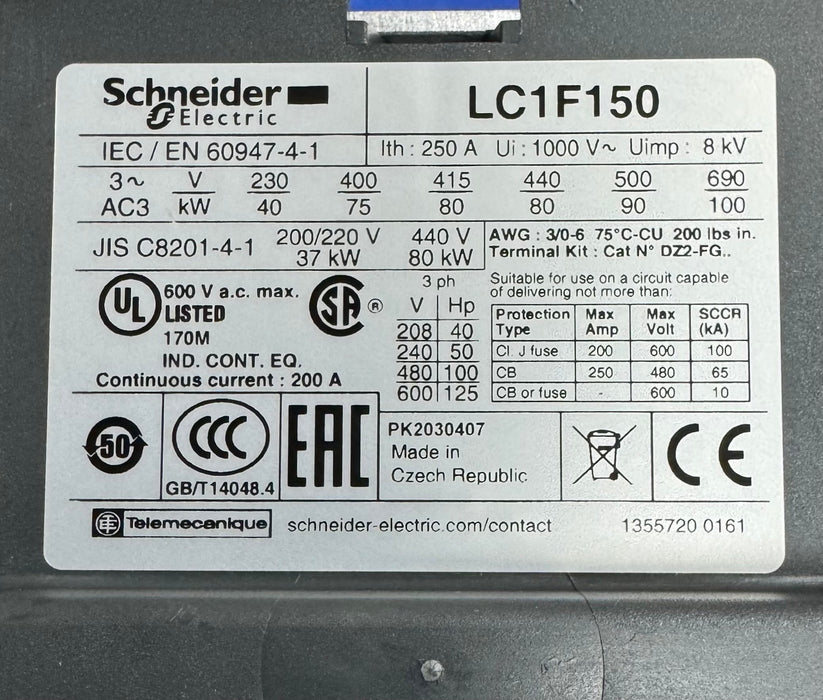 Schneider Electric
LC1F150
IEC / EN 60947-4-1
Ith : 250 A Ui : 1000 V~ Uimp : 8 kV
3~ V 230 400 415 440 500 690
AC3 kW 40 75 80 80 90 100
JIS C8201-4-1
200/220 V 440 V
37 kW 80 kW
AWG : 3/0-6 75°C-CU 200 lbs in.
Terminal Kit : Cat N° DZ2-FG..
UL ® 600 V a.c. max.
LISTED
170M
IND. CONT. EQ.
Continuous current : 200 A
SA ®
3 ph
V Hp
208 40
240 50
480 100
600 125
Suitable for use on a circuit capable
of delivering not more than:
Protection Type Max Amp Max Volt SCCR (kA)
Cl. J fuse 200 600 100
CB 250 480 65
CB or fuse - 600 10
50
CCC
GB/T14048.4
EAC
PK2030407
Made in
Czech Republic
CE
Telemecanique
schneider-electric.com/contact
1355720 0161